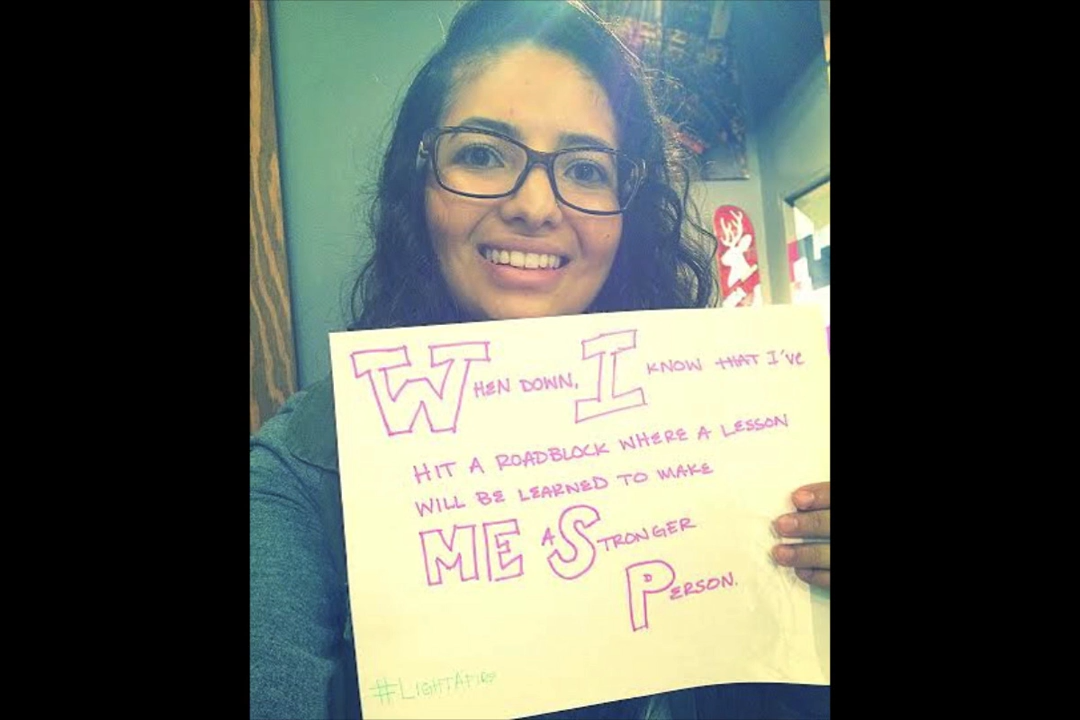 WHEN DOWN, I KNOW THAT I'VE
HIT A ROADBLOCK WHERE A LESSON
WILL BE LEARNED TO MAKE
ME A STRONGER
PERSON.
#LIGHTAFIRE